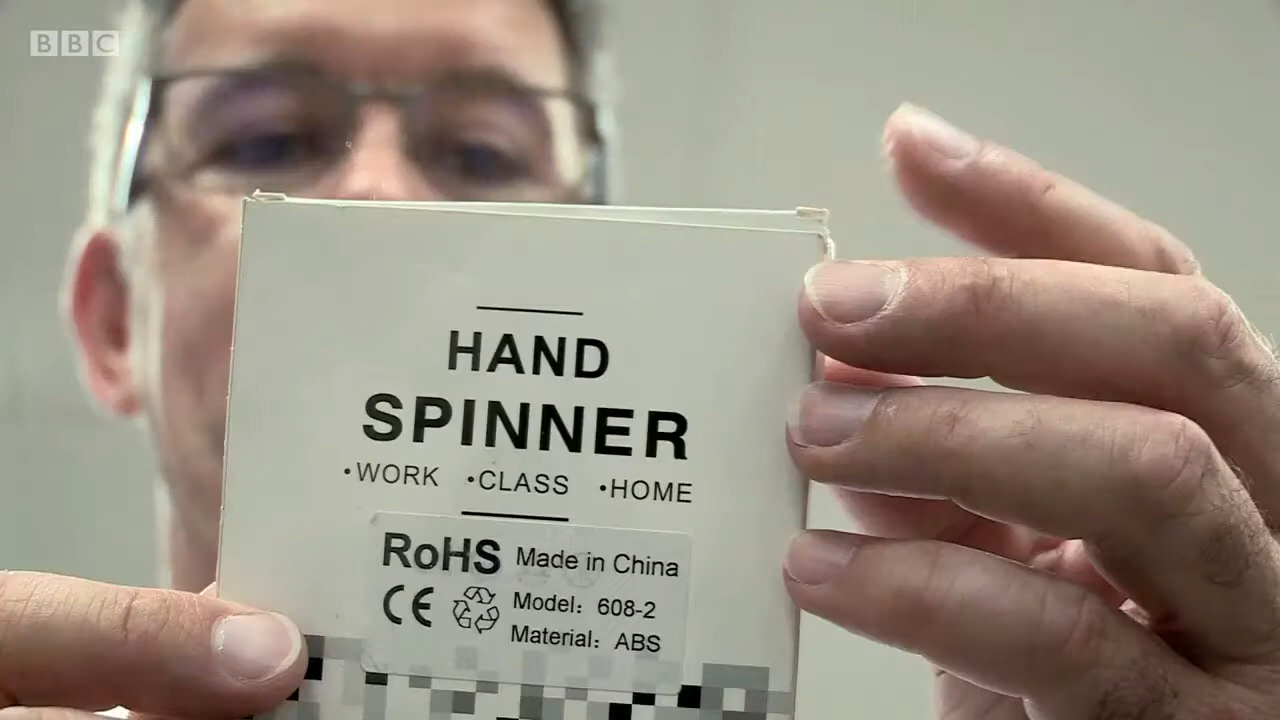 BBC
HAND
SPINNER
•WORK •CLASS •HOME
RoHS Made in China
CE Model: 608-2
Material: ABS